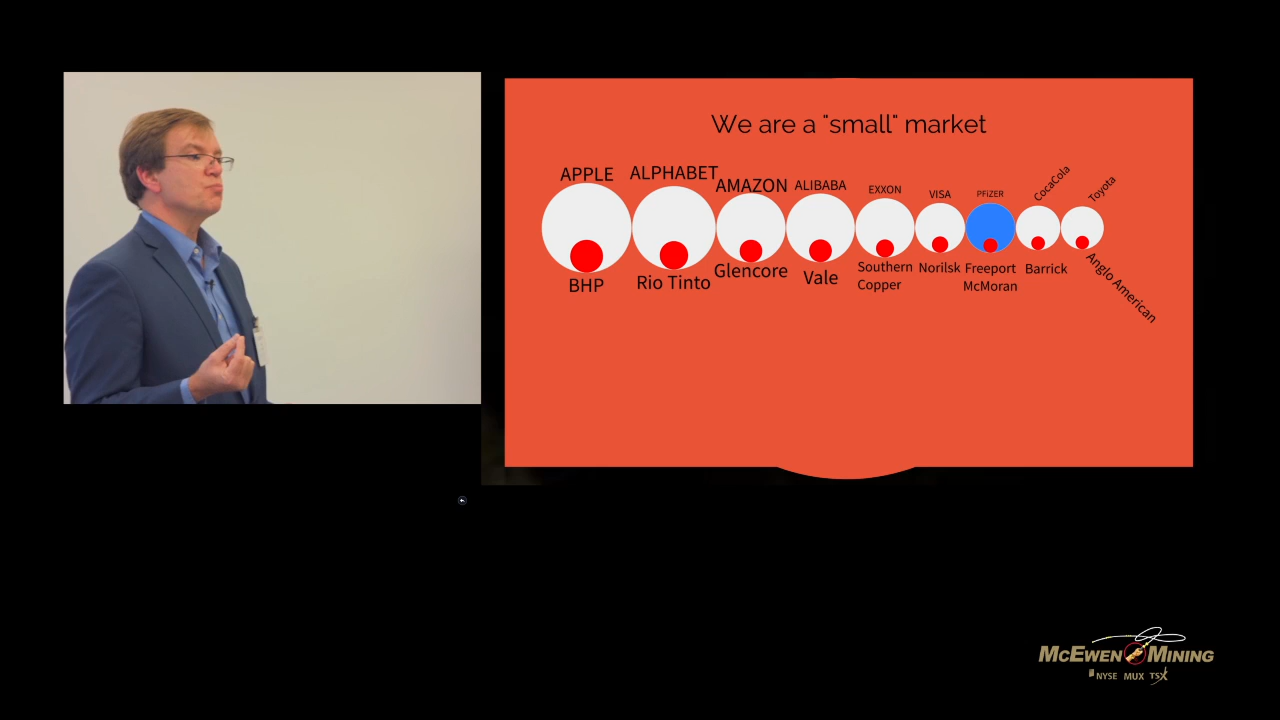 We are a "small" market
APPLE
ALPHABET
AMAZON
ALIBABA
EXXON
VISA
PFiZER
CocaCola
Toyota
BHP
Rio Tinto
Glencore
Vale
Southern
Copper
Norilsk
Freeport
McMoran
Barrick
Anglo American
McEWEN MINING
NYSE MUX TSX